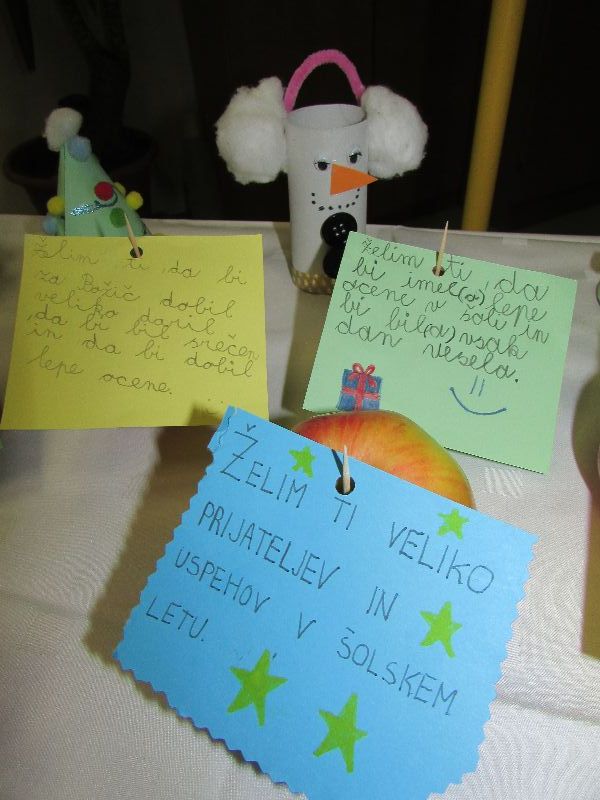 Želim ti, da bi
za Božič dobil
veliko daril
, da bi bil srečen
in da bi dobil
lepe ocene.
Želim ti, da
bi imel(a) lepe
ocene v šoli in
bi bil(a) vsak
dan vesela.
ŽELIM TI VELIKO
PRIJATELJEV IN
USPEHOV V ŠOLSKEM
LETU.